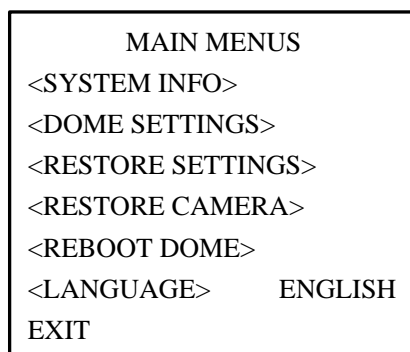 MAIN MENUS
<SYSTEM INFO>
<DOME SETTINGS>
<RESTORE SETTINGS>
<RESTORE CAMERA>
<REBOOT DOME>
<LANGUAGE> ENGLISH
EXIT